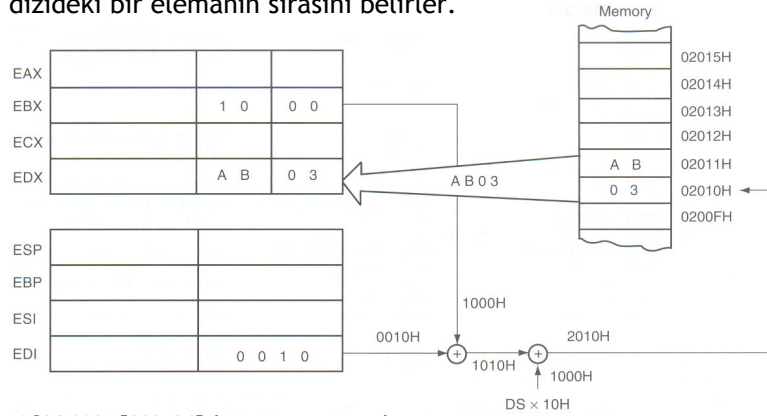 dizideki bir elemanın sırasını belirler.
Memory
EAX
EBX 1 0 0 0
ECX
EDX A B 0 3
A B 0 3
02015H
02014H
02013H
02012H
A B 02011H
0 3 02010H
0200FH
ESP
EBP
ESI
EDI 0 0 1 0
0010H
1000H
+
1010H
+
2010H
1000H
DS × 10H